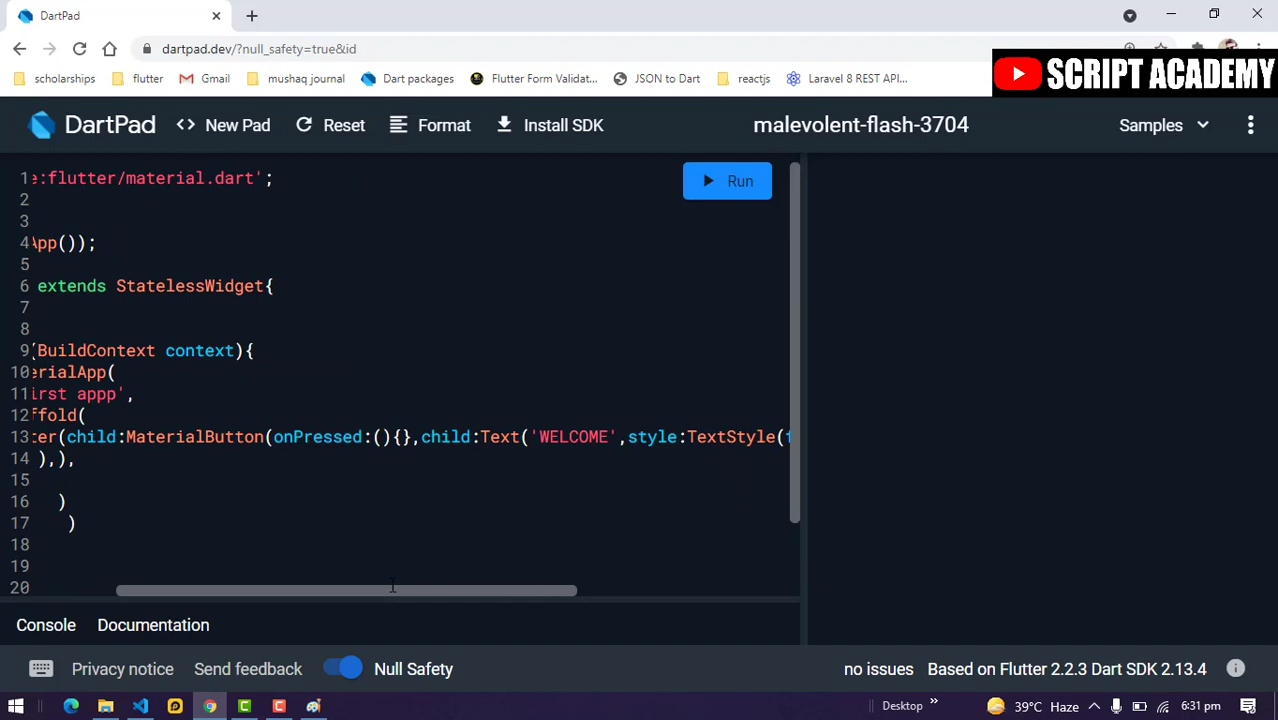 DartPad
dartpad.dev/?null_safety=true&id
scholarships
flutter
Gmail
mushaq journal
Dart packages
Flutter Form Validat...
JSON to Dart
reactjs
Laravel 8 REST API...
SCRIPT ACADEMY
DartPad
<> New Pad
Reset
Format
Install SDK
malevolent-flash-3704
Samples
Run
1 e:flutter/material.dart';
2
3
4 App());
5
6 extends StatelessWidget{
7
8
9 (BuildContext context){
10 erialApp(
11 irst appp',
12 ffold(
13 ter(child:MaterialButton(onPressed:(){},child:Text('WELCOME',style:TextStyle(f
14 ),),
15
16 )
17 )
18
19
20
Console
Documentation
Privacy notice
Send feedback
Null Safety
no issues
Based on Flutter 2.2.3 Dart SDK 2.13.4
Desktop
39°C Haze
6:31 pm